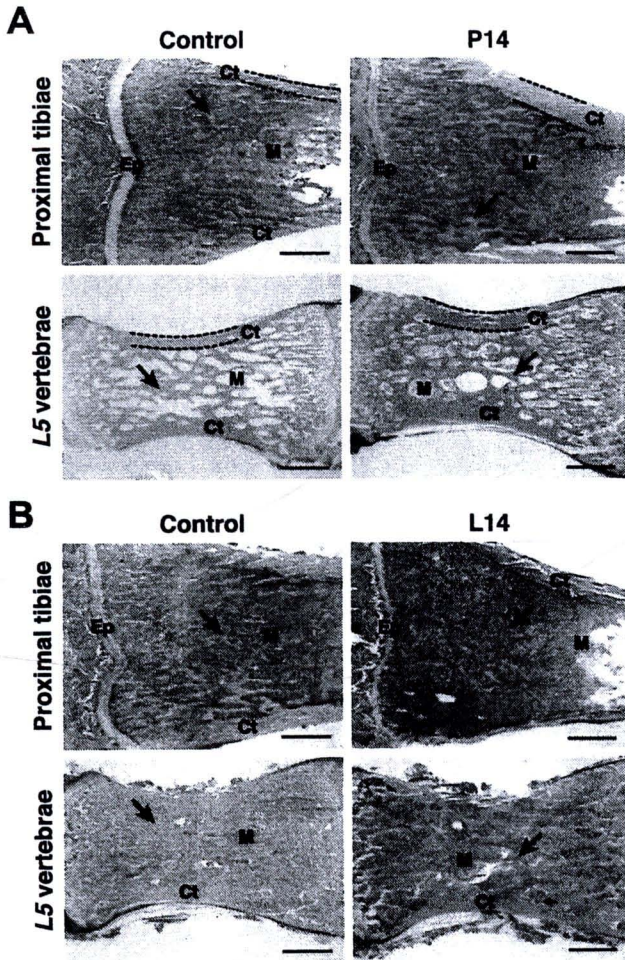 A
Control P14
Proximal tibiae
Ct
Ep
M
Ct
Ct
Ep
M
L5 vertebrae
Ct
M
Ct
Ct
M
Ct
B
Control L14
Proximal tibiae
Ep
M
Ct
Ct
M
L5 vertebrae
M
Ct
M
Ct